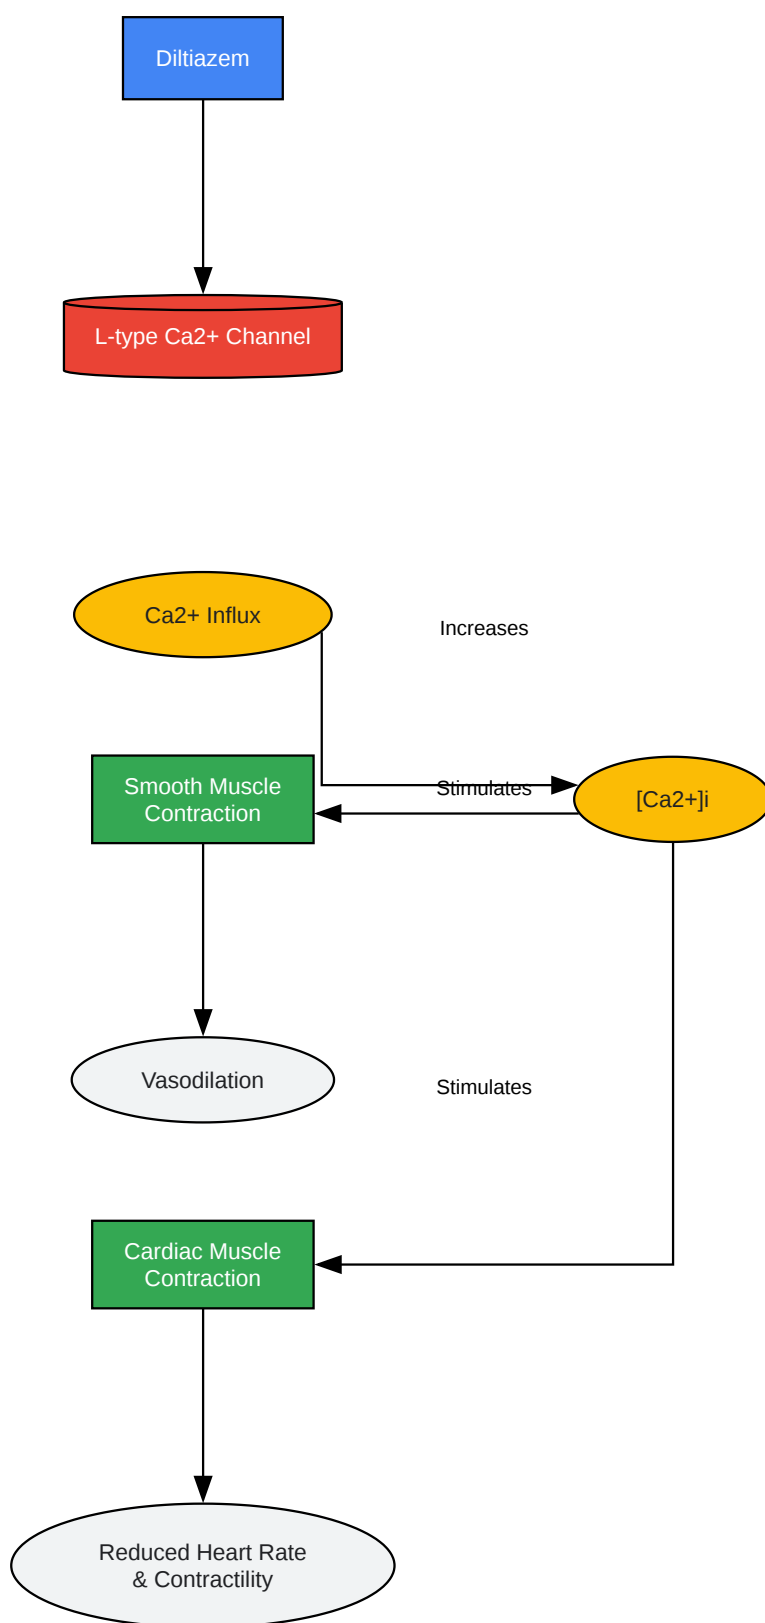 Diltiazem
L-type Ca2+ Channel
Ca2+ Influx
Increases
Smooth Muscle
Contraction
Stimulates
[Ca2+]i
Vasodilation
Stimulates
Cardiac Muscle
Contraction
Reduced Heart Rate
& Contractility